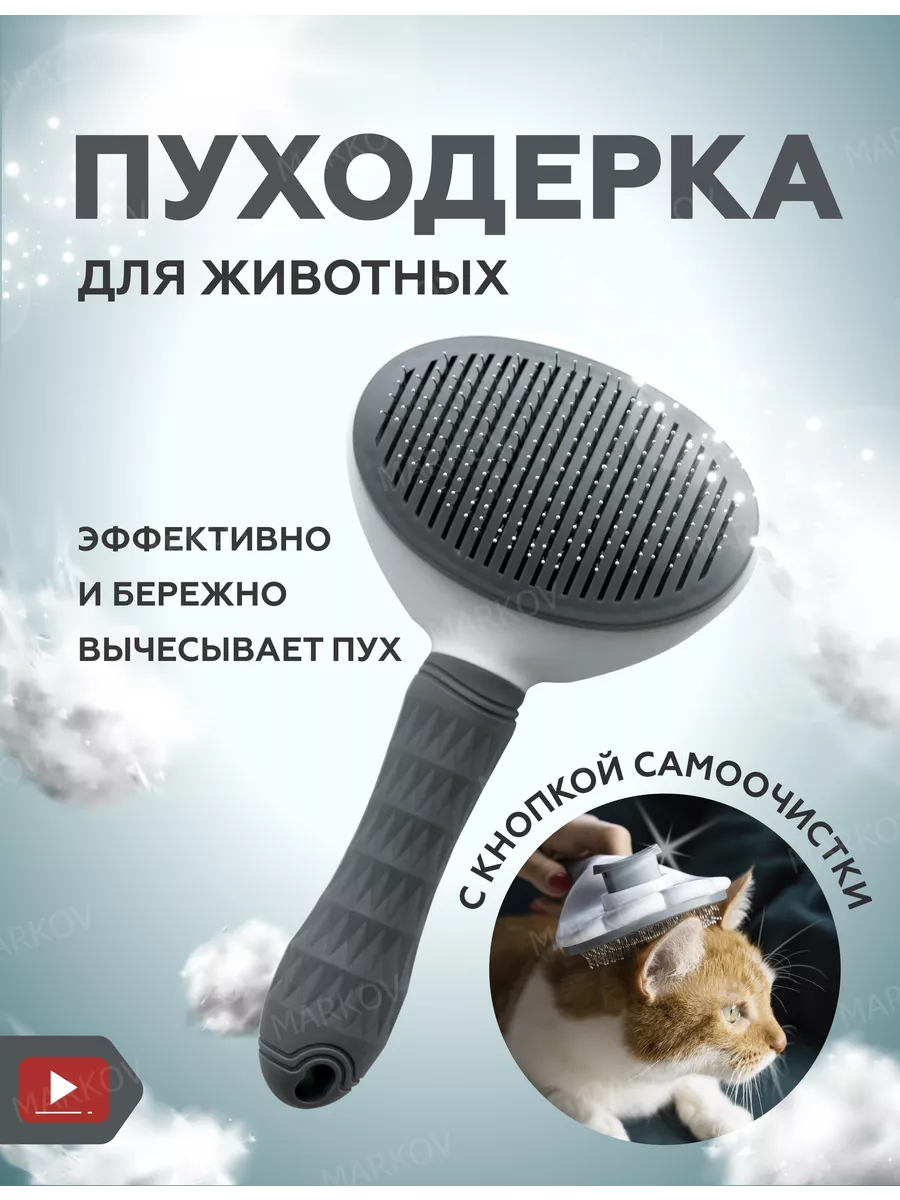 ПУХОДЕРКА
ДЛЯ ЖИВОТНЫХ
ЭФФЕКТИВНО
И БЕРЕЖНО
ВЫЧЕСЫВАЕТ ПУХ
С КНОПКОЙ САМООЧИСТКИ
MARKOV